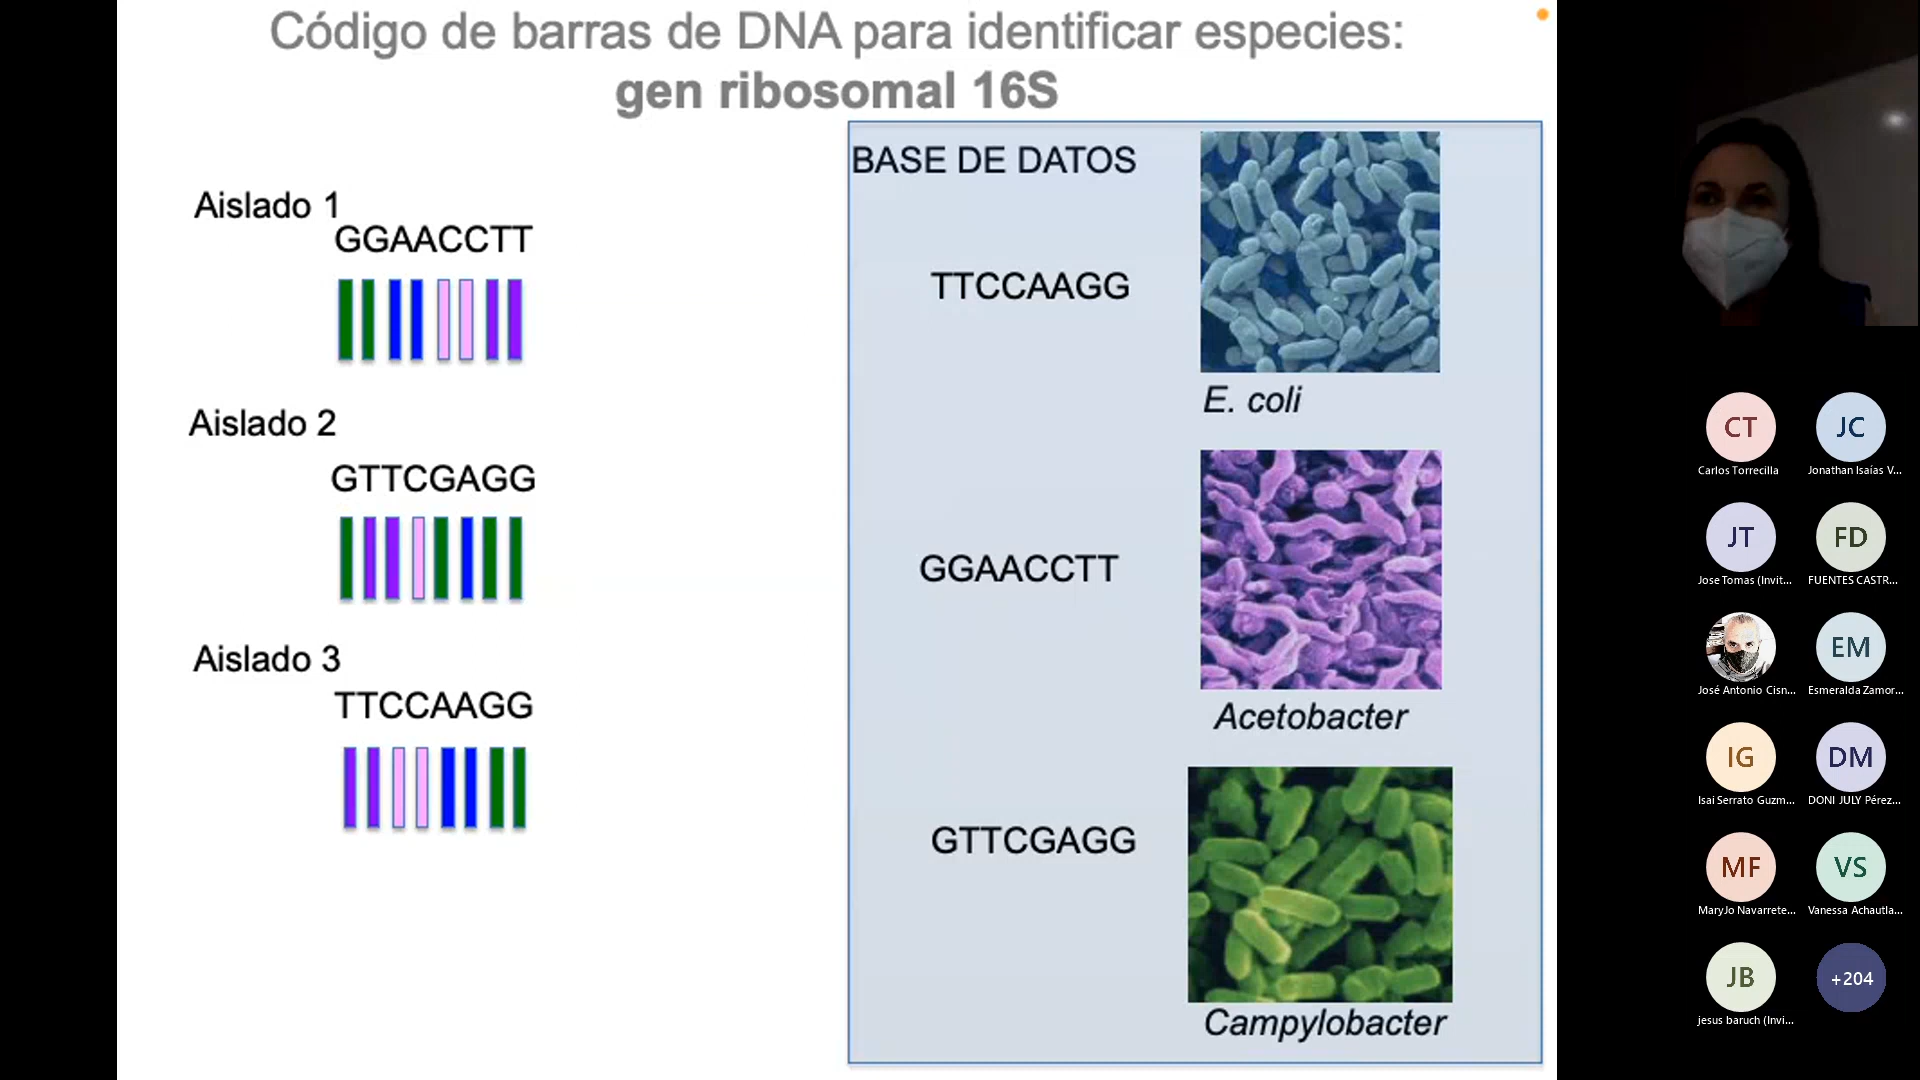 Código de barras de DNA para identificar especies:
gen ribosomal 16S
Aislado 1
GGAACCTT
Aislado 2
GTTCGAGG
Aislado 3
TTCCAAGG
BASE DE DATOS
TTCCAAGG
E. coli
GGAACCTT
Acetobacter
GTTCGAGG
Campylobacter
CT
JC
Carlos Torrecilla
Jonathan Isaías V...
JT
FD
Jose Tomas (Invit...
FUENTES CASTR...
EM
José Antonio Cisn...
Esmeralda Zamor...
IG
DM
Isai Serrato Guzm...
DONI JULY Pérez...
MF
VS
MaryJo Navarrete...
Vanessa Achautla...
JB
+204
jesus baruch (Invi...